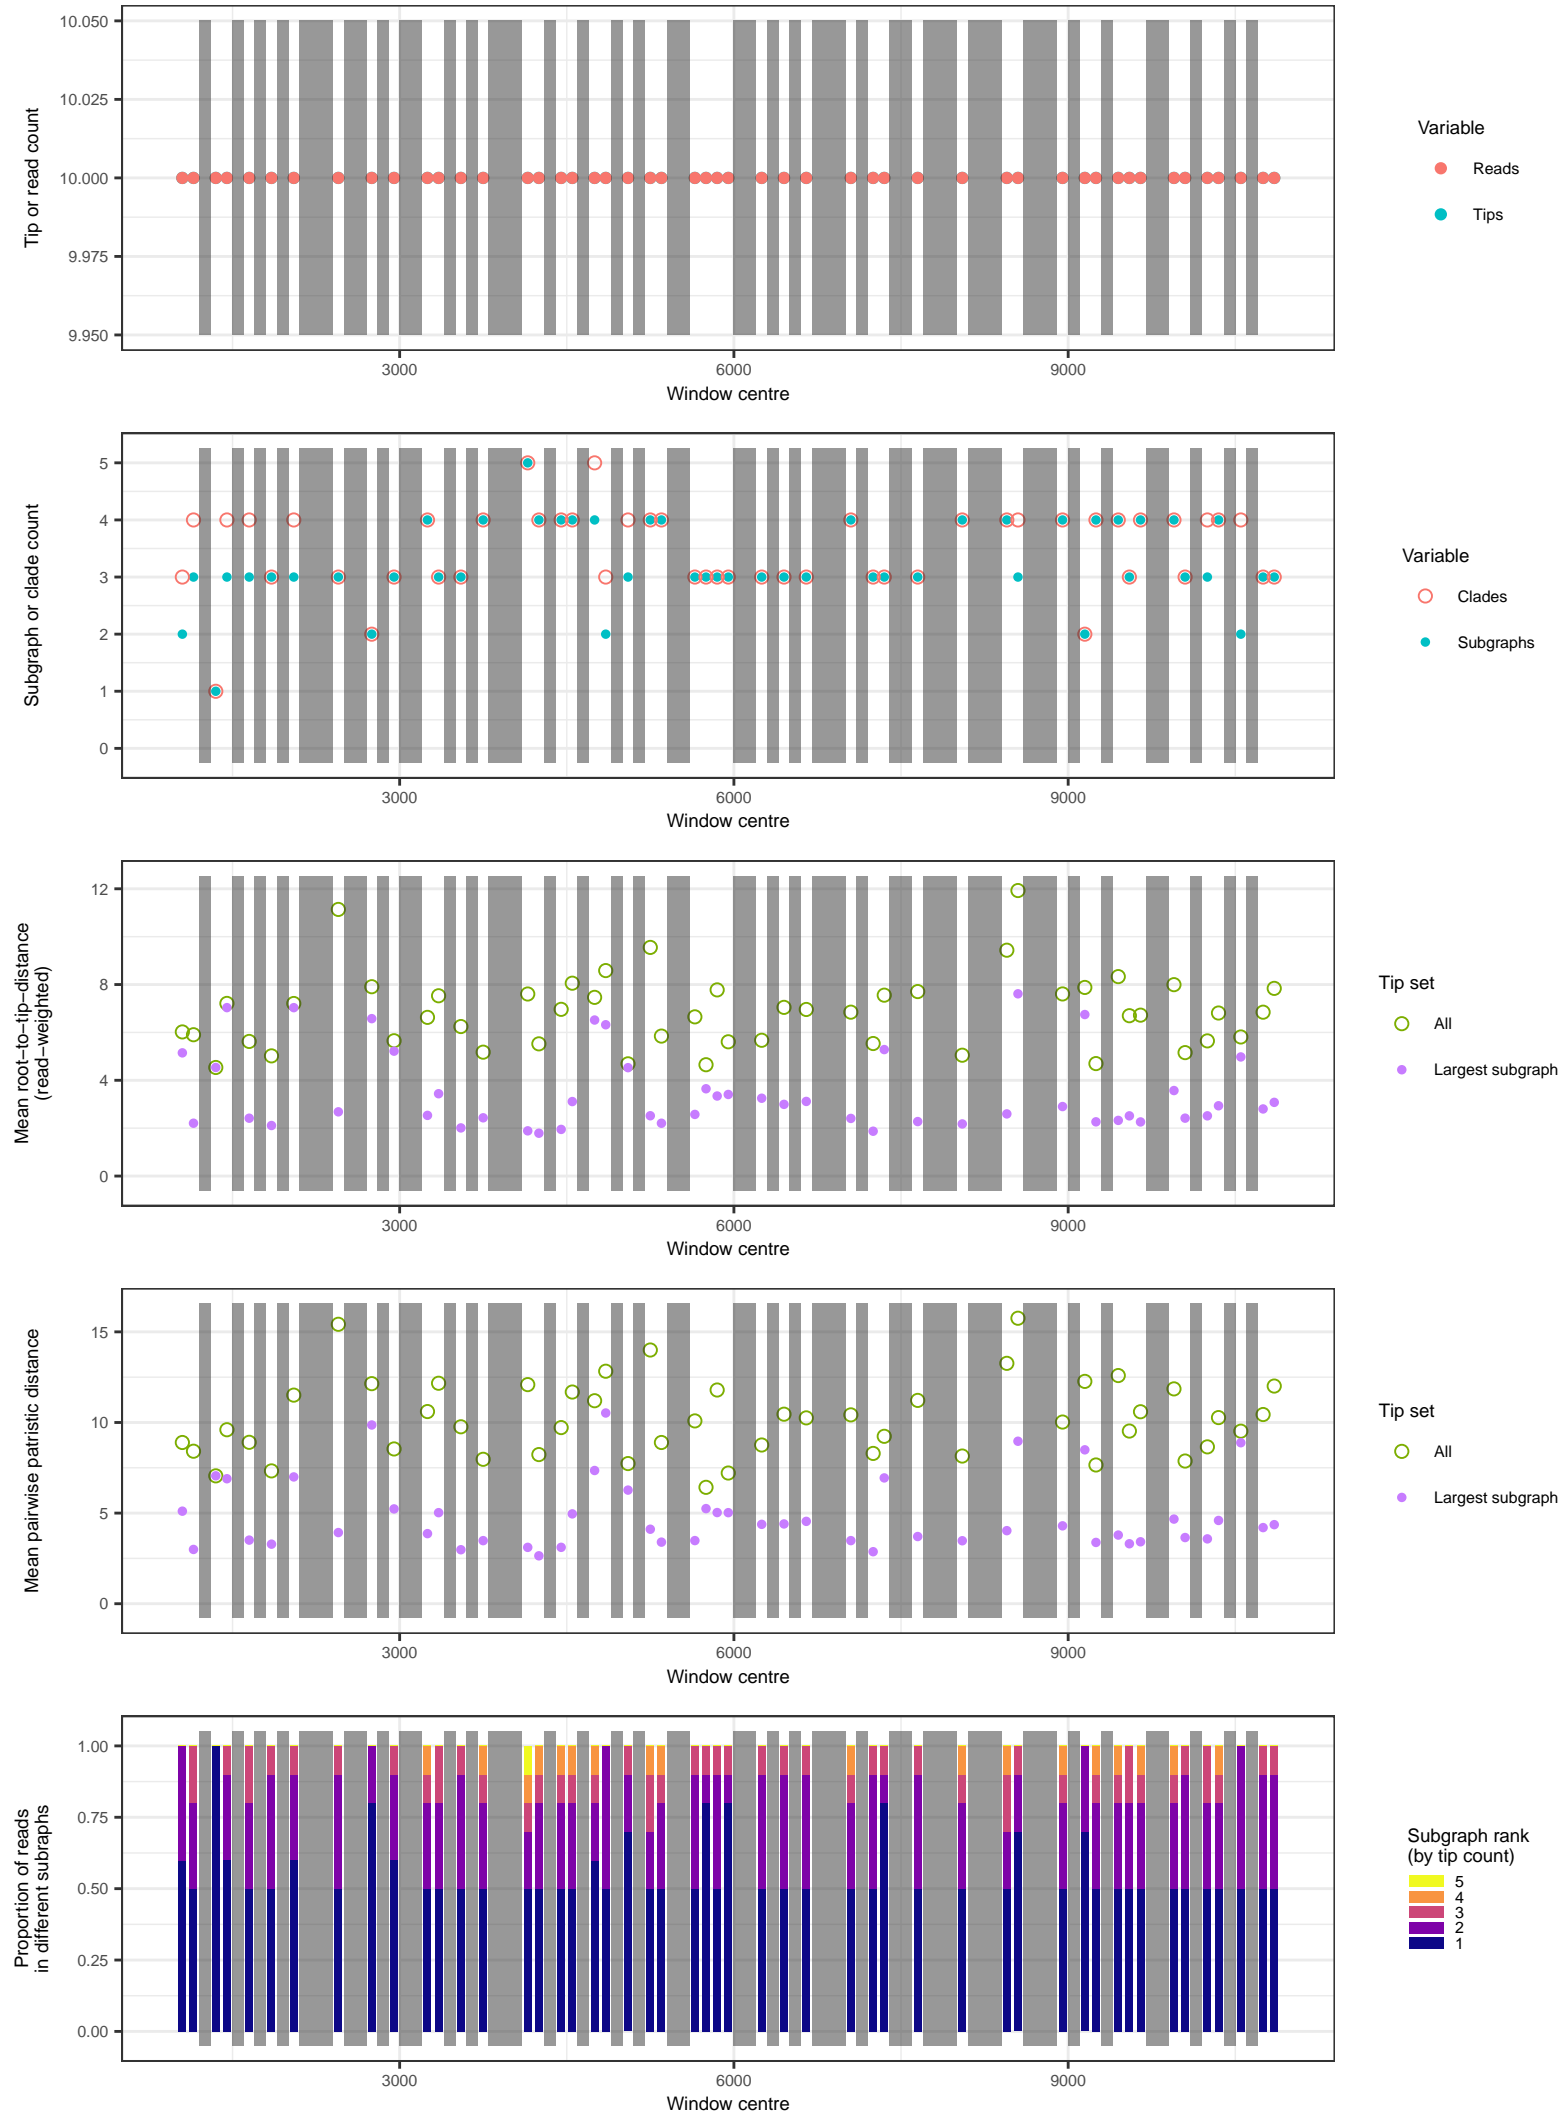 10.050
10.025
10.000
9.975
9.950
Tip or read count
3000
6000
9000
Window centre
Variable
Reads
Tips
5
4
3
2
1
0
Subgraph or clade count
3000
6000
9000
Window centre
Variable
Clades
Subgraphs
12
8
4
0
Mean root−to−tip−distance
(read−weighted)
3000
6000
9000
Window centre
Tip set
All
Largest subgraph
15
10
5
0
Mean pairwise patristic distance
3000
6000
9000
Window centre
Tip set
All
Largest subgraph
1.00
0.75
0.50
0.25
0.00
Proportion of reads
in different subraphs
3000
6000
9000
Window centre
Subgraph rank
(by tip count)
5
4
3
2
1